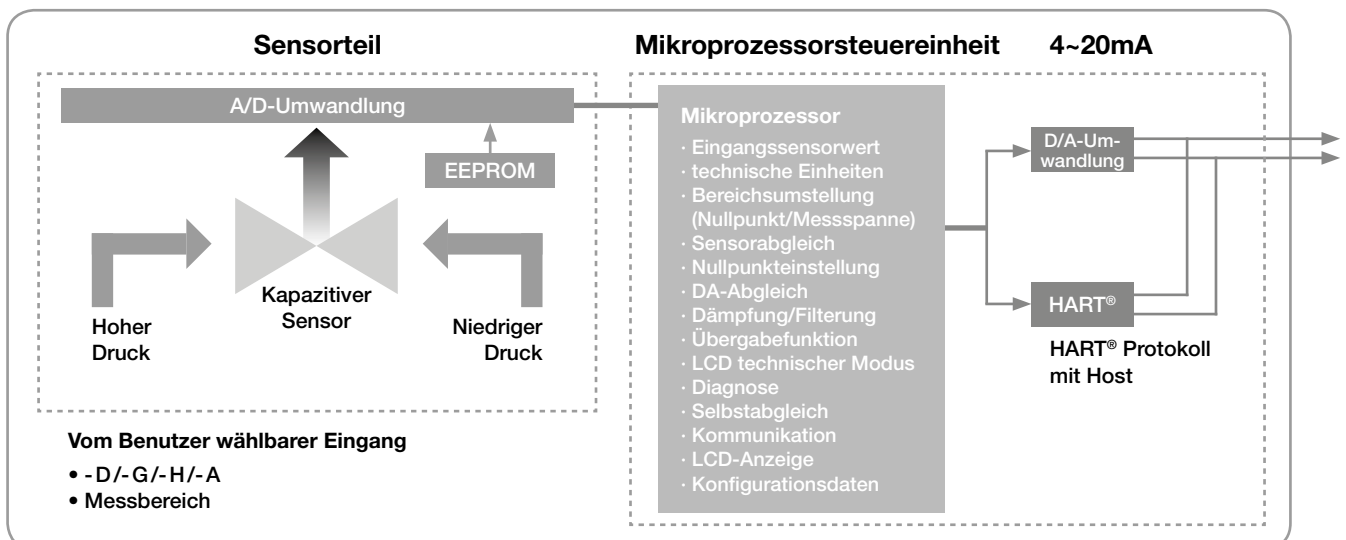 Sensorteil
Mikroprozessorsteuereinheit
4~20mA
A/D-Umwandlung
EEPROM
Kapazitiver
Sensor
Hoher
Druck
Niedriger
Druck
Vom Benutzer wählbarer Eingang
• -D/-G/-H/-A
• Messbereich
Mikroprozessor
· Eingangssensorwert
· technische Einheiten
· Bereichsumstellung
(Nullpunkt/Messspanne)
· Sensorabgleich
· Nullpunkteinstellung
· DA-Abgleich
· Dämpfung/Filterung
· Übergabefunktion
· LCD technischer Modus
· Diagnose
· Selbstabgleich
· Kommunikation
· LCD-Anzeige
· Konfigurationsdaten
D/A-Um-
wandlung
HART®
HART® Protokoll
mit Host